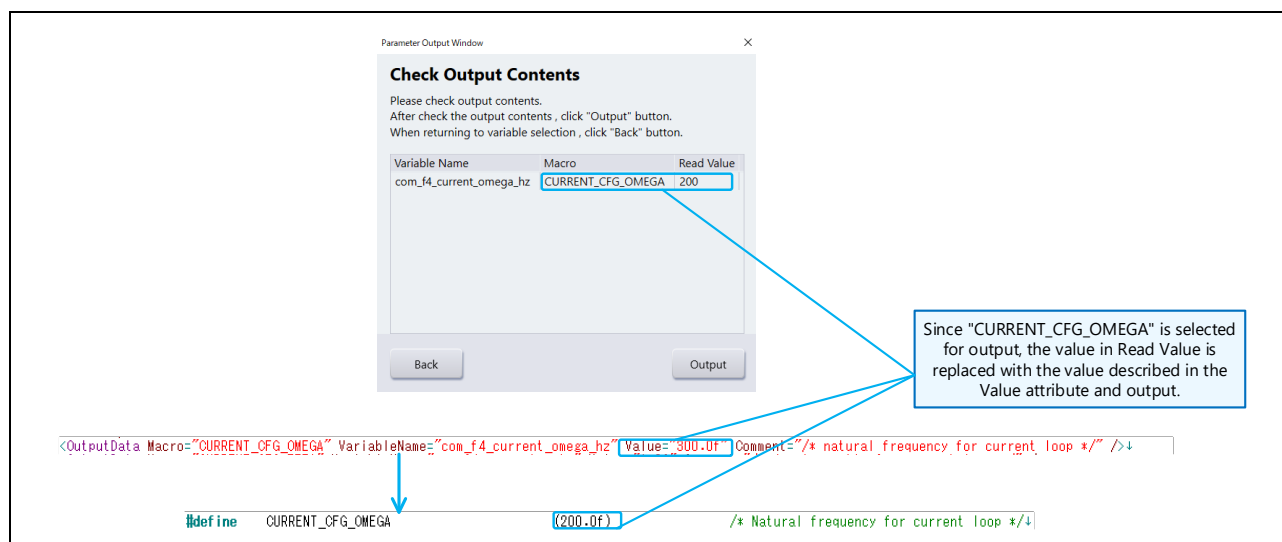 Parameter Output Window ×
Check Output Contents
Please check output contents.
After check the output contents , click "Output" button.
When returning to variable selection , click "Back" button.
Variable Name Macro Read Value
com_f4_current_omega_hz CURRENT_CFG_OMEGA 200
Back Output
Since "CURRENT_CFG_OMEGA" is selected
for output, the value in Read Value is
replaced with the value described in the
Value attribute and output.
<OutputData Macro="CURRENT_CFG_OMEGA" VariableName="com_f4_current_omega_hz" Value="300.0f" Comment="/* natural frequency for current loop */" />↓
#define CURRENT_CFG_OMEGA (200.0f) /* Natural frequency for current loop */↓